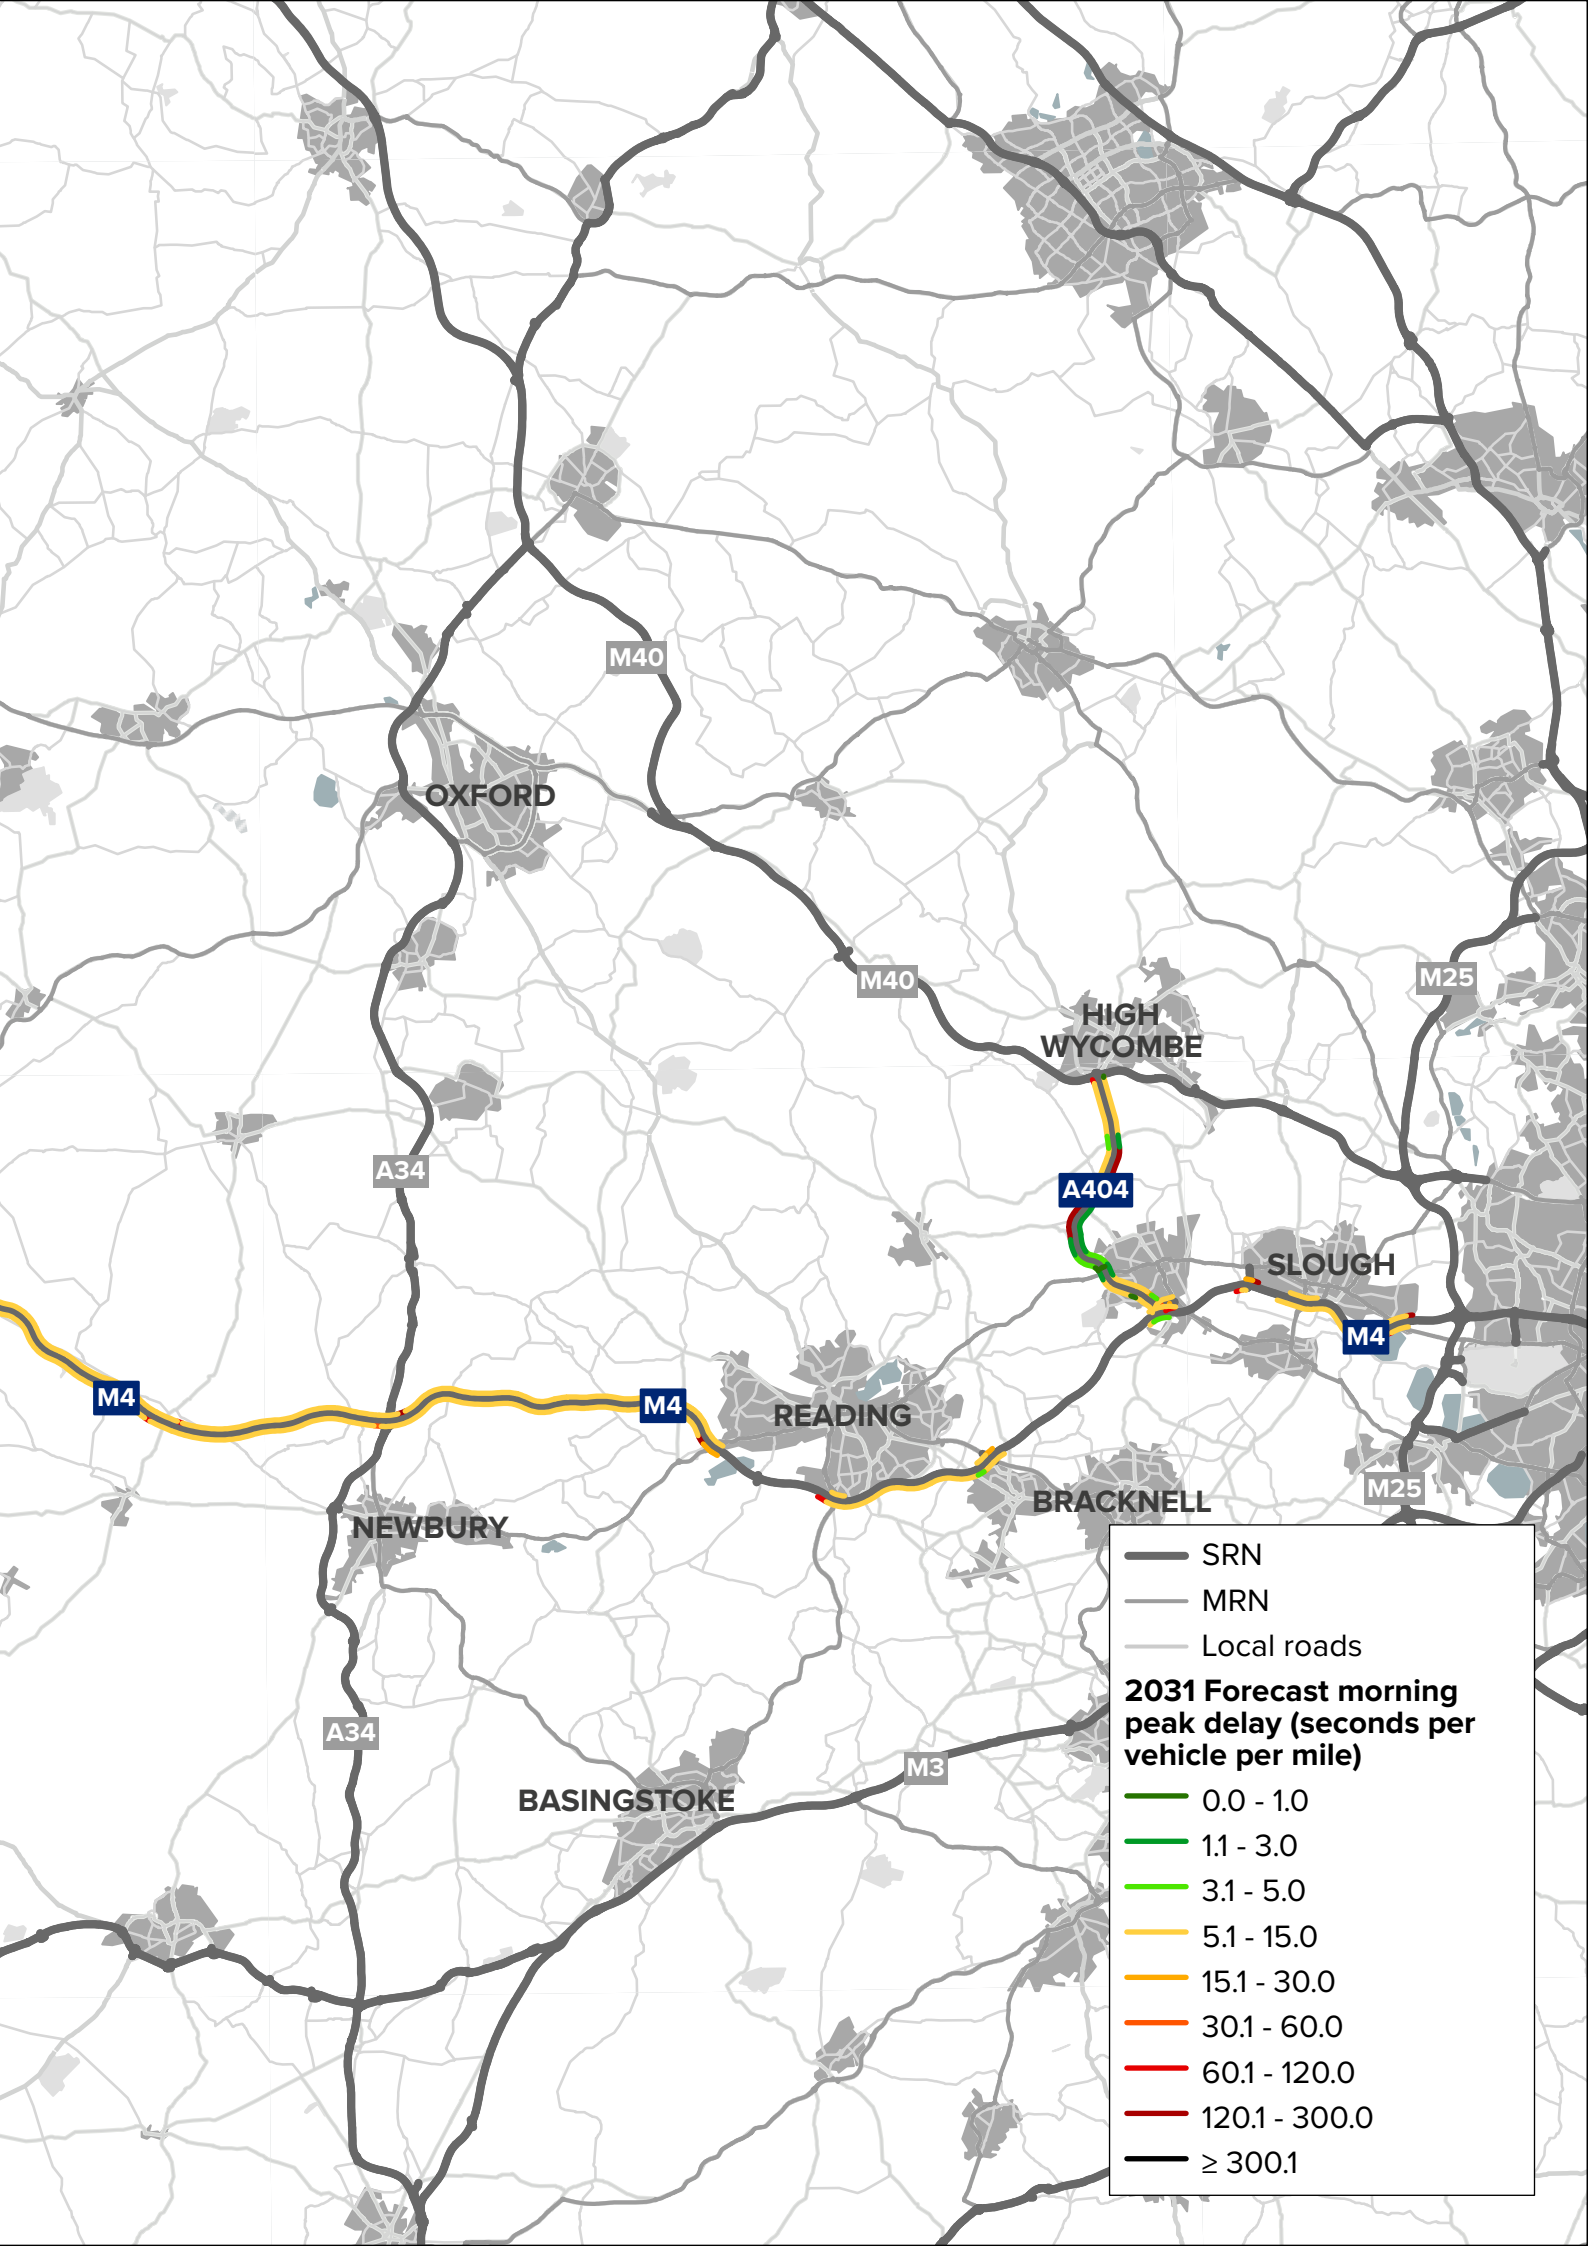 M40
OXFORD
M40
M25
HIGH
WYCOMBE
A34
A404
SLOUGH
M4
M4
M4
READING
M25
BRACKNELL
NEWBURY
A34
M3
BASINGSTOKE
SRN
MRN
Local roads
2031 Forecast morning
peak delay (seconds per
vehicle per mile)
0.0 - 1.0
1.1 - 3.0
3.1 - 5.0
5.1 - 15.0
15.1 - 30.0
30.1 - 60.0
60.1 - 120.0
120.1 - 300.0
≥ 300.1